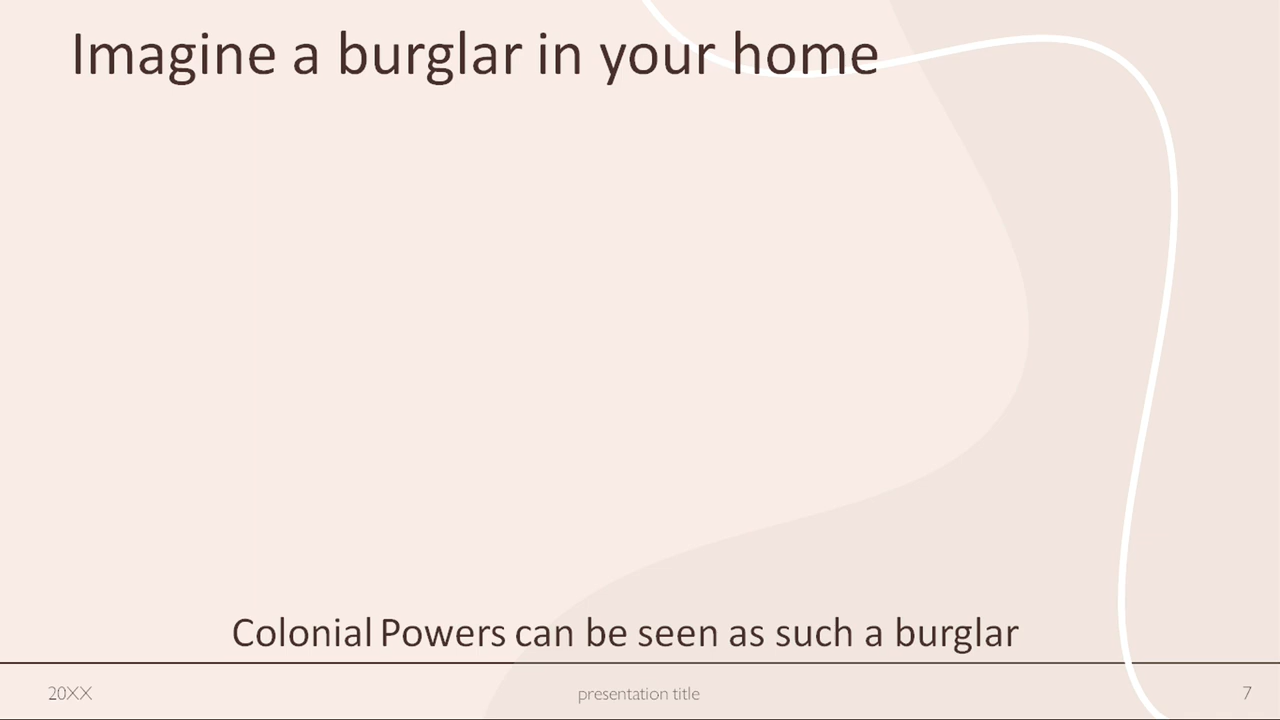 Imagine a burglar in your home
Colonial Powers can be seen as such a burglar
20XX
presentation title
7